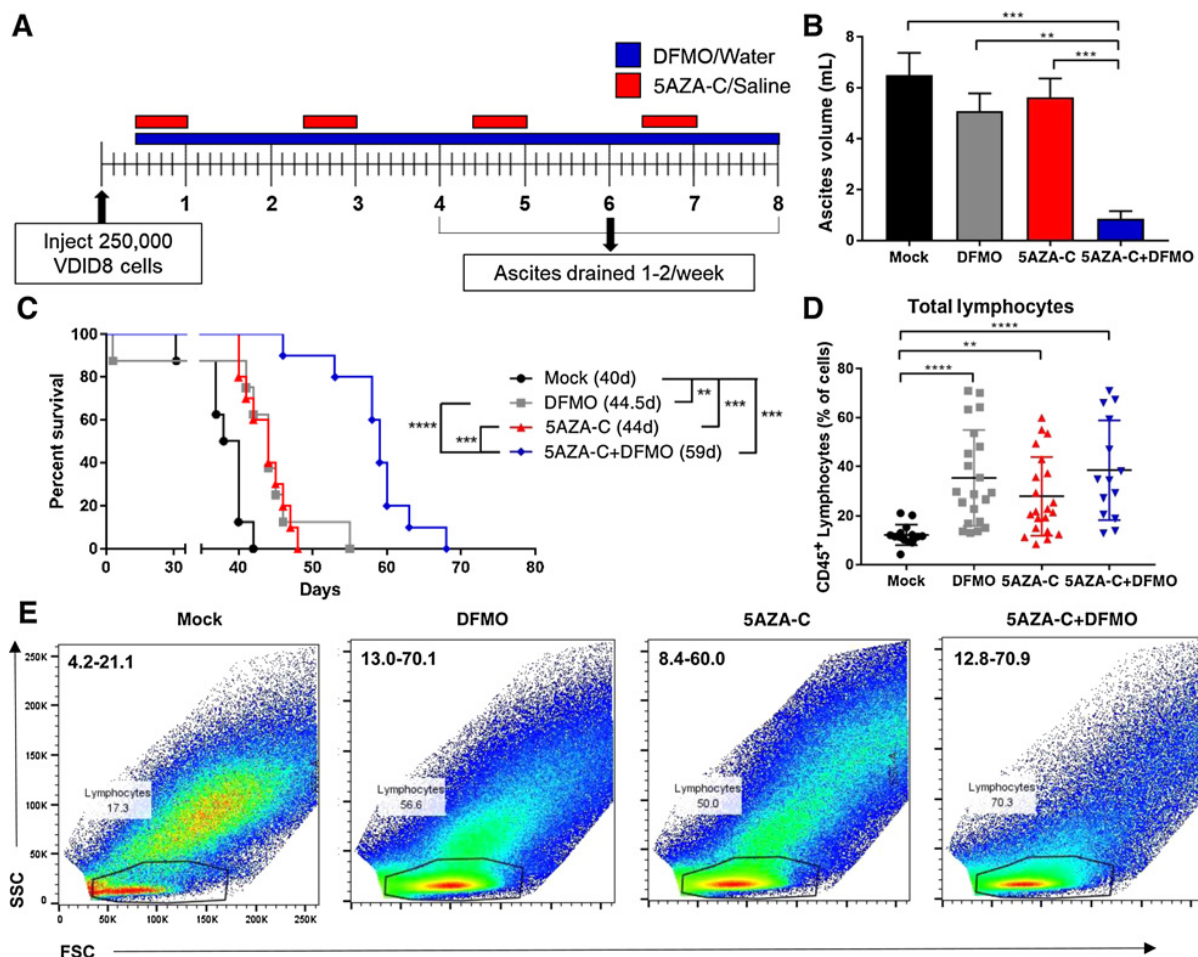 A
DFMO/Water
5AZA-C/Saline
1 2 3 4 5 6 7 8
Inject 250,000
VDID8 cells
Ascites drained 1-2/week
B
Ascites volume (mL)
8
6
4
2
0
***
**
***
Mock DFMO 5AZA-C 5AZA-C+DFMO
C
Percent survival
100
80
60
40
20
0
0 30 40 50 60 70 80
Days
Mock (40d)
DFMO (44.5d)
5AZA-C (44d)
5AZA-C+DFMO (59d)
****
***
**
***
***
D
Total lymphocytes
CD45+ Lymphocytes (% of cells)
80
60
40
20
0
****
**
****
Mock DFMO 5AZA-C 5AZA-C+DFMO
E
Mock DFMO 5AZA-C 5AZA-C+DFMO
SSC
250K
200K
150K
100K
50K
0
4.2-21.1
Lymphocytes
17.3
13.0-70.1
Lymphocytes
56.6
8.4-60.0
Lymphocytes
50.0
12.8-70.9
Lymphocytes
70.3
0 50K 100K 150K 200K 250K
FSC